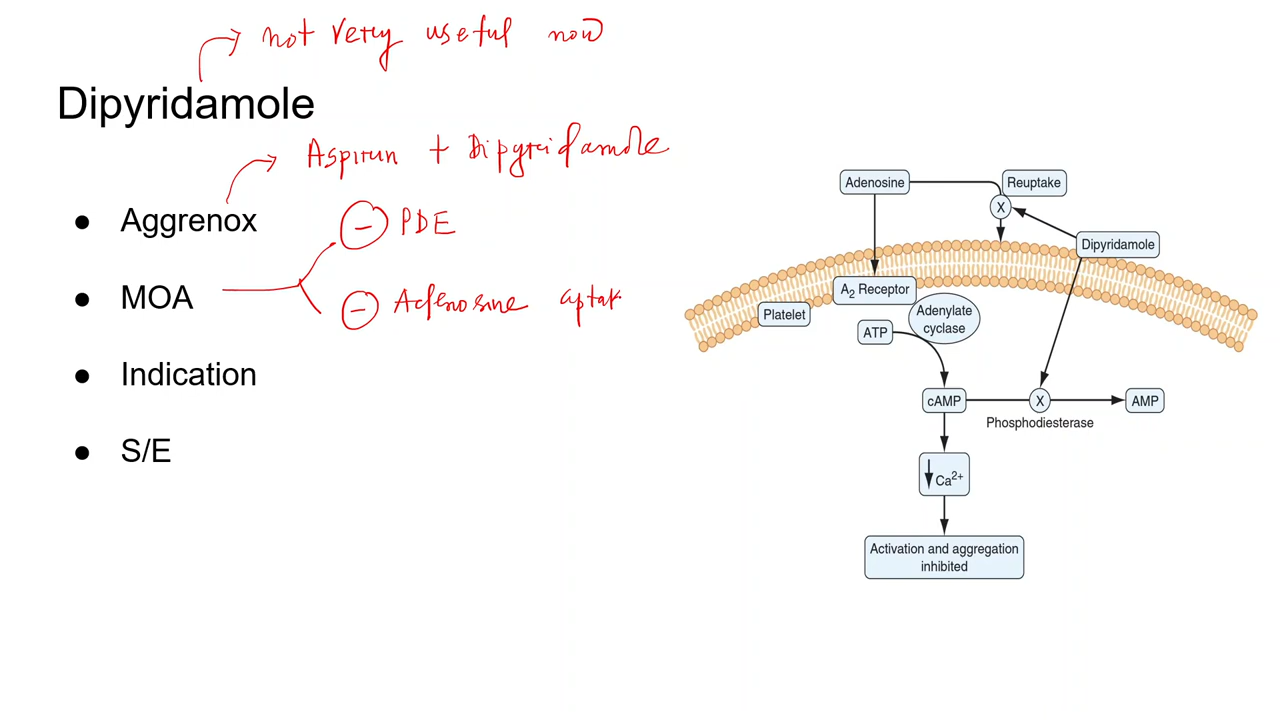 not very useful now
Dipyridamole
Aspirin + Dipyridamole
● Aggrenox
− PDE
● MOA
− Adenosine uptak
● Indication
● S/E
Adenosine
Reuptake
X
Dipyridamole
A2 Receptor
Platelet
Adenylate
cyclase
ATP
cAMP
X
AMP
Phosphodiesterase
↓ Ca2+
Activation and aggregation
inhibited